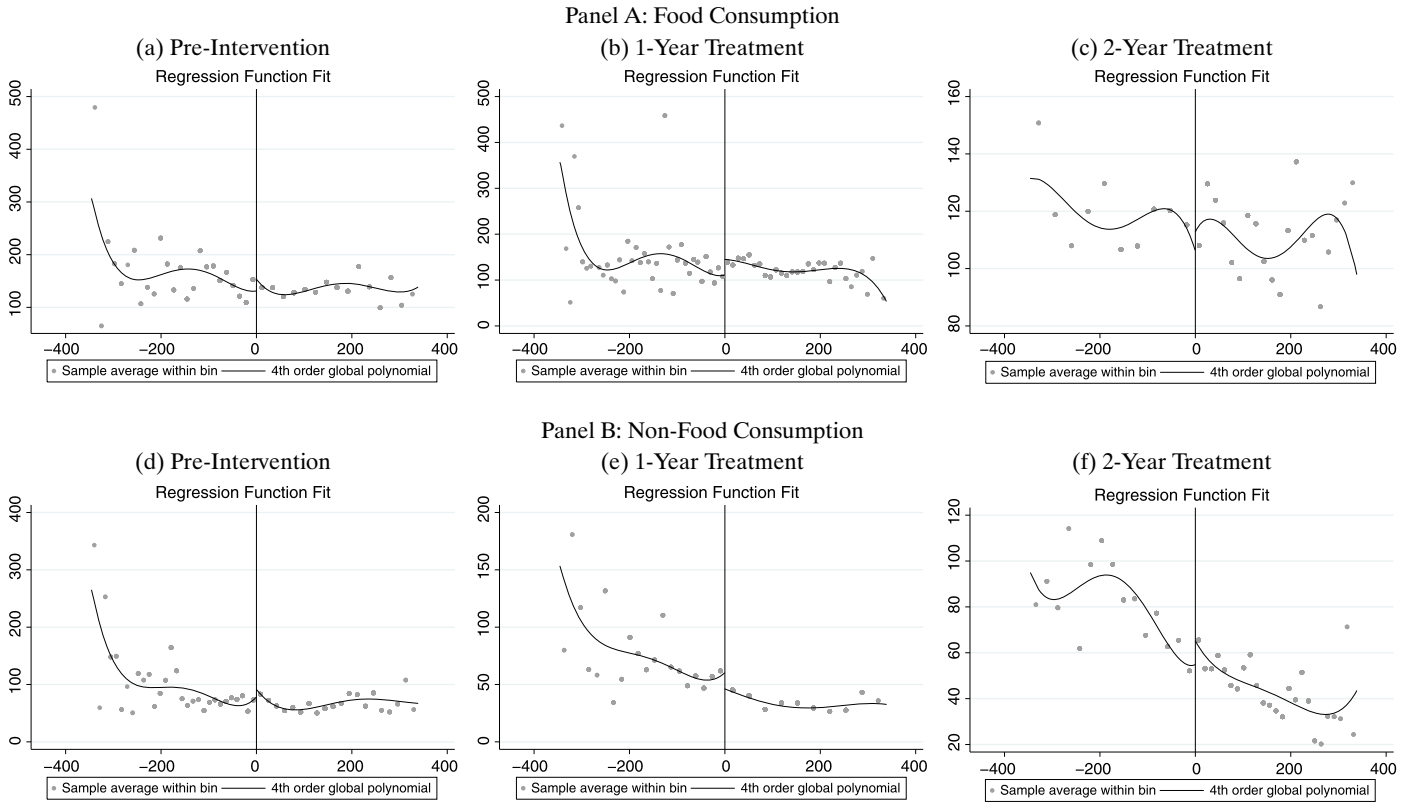 Panel A: Food Consumption
(a) Pre-Intervention
(b) 1-Year Treatment
(c) 2-Year Treatment
Regression Function Fit
500
400
300
200
100
−400
−200
0
200
400
Sample average within bin
4th order global polynomial
Regression Function Fit
500
400
300
200
100
0
−400
−200
0
200
400
Sample average within bin
4th order global polynomial
Regression Function Fit
160
140
120
100
80
−400
−200
0
200
400
Sample average within bin
4th order global polynomial
Panel B: Non-Food Consumption
(d) Pre-Intervention
(e) 1-Year Treatment
(f) 2-Year Treatment
Regression Function Fit
400
300
200
100
0
−400
−200
0
200
400
Sample average within bin
4th order global polynomial
Regression Function Fit
200
150
100
50
0
−400
−200
0
200
400
Sample average within bin
4th order global polynomial
Regression Function Fit
120
100
80
60
40
20
−400
−200
0
200
400
Sample average within bin
4th order global polynomial